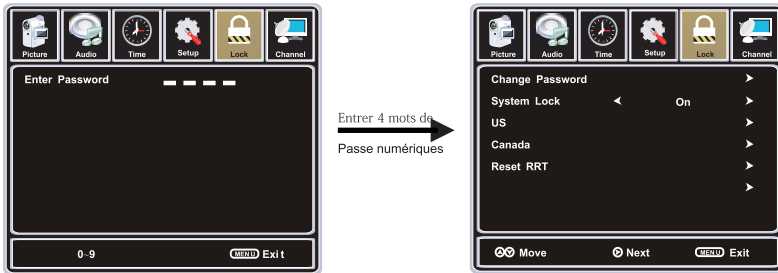 Picture Audio Time Setup Lock Channel
Enter Password
0~9 MENU Exit
Entrer 4 mots de
Passe numériques
Picture Audio Time Setup Lock Channel
Change Password
System Lock On
US
Canada
Reset RRT
Move Next MENU Exit